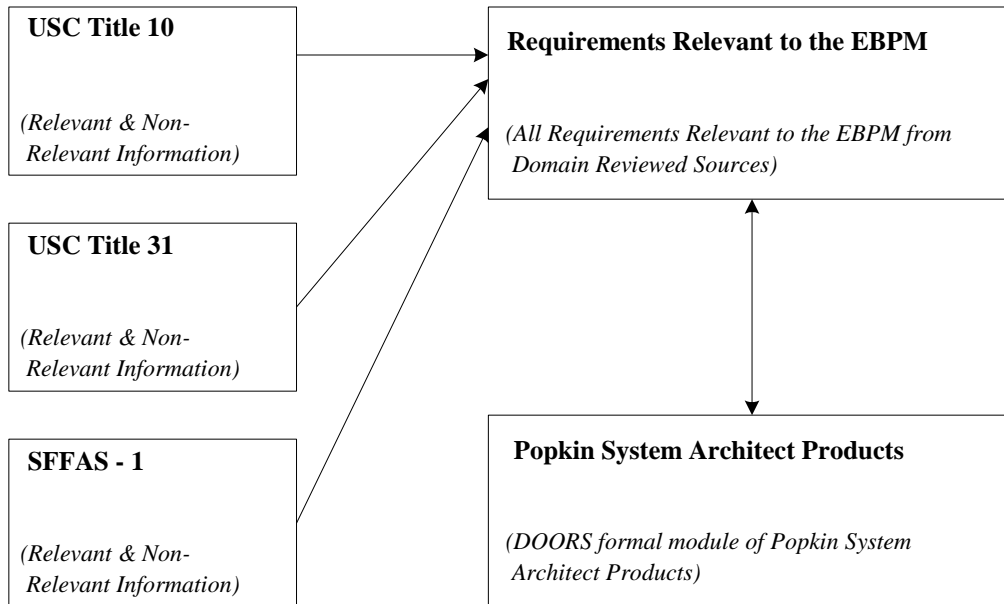 USC Title 10
(Relevant & Non-
Relevant Information)
USC Title 31
(Relevant & Non-
Relevant Information)
SFFAS - 1
(Relevant & Non-
Relevant Information)
Requirements Relevant to the EBPM
(All Requirements Relevant to the EBPM from
Domain Reviewed Sources)
Popkin System Architect Products
(DOORS formal module of Popkin System
Architect Products)